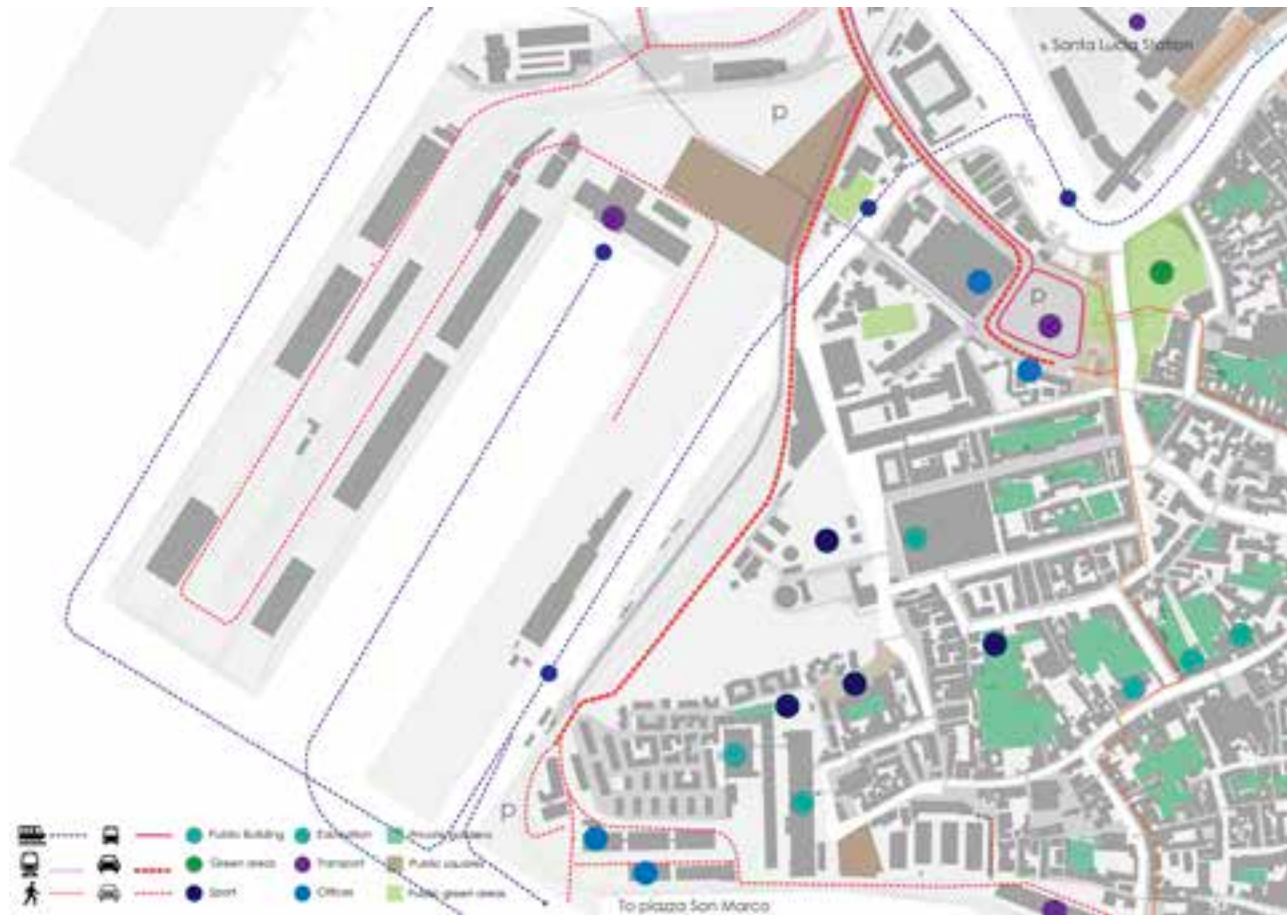 Santa Lucia Station
P
P
P
Public Building
Education
Private gardens
Green areas
Transport
Public squares
Sport
Offices
Public green areas
To piazza San Marco